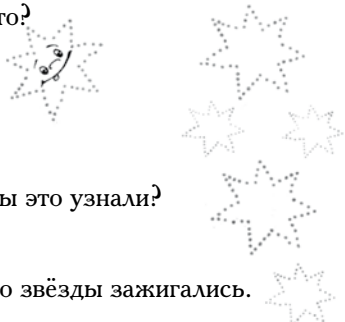 то?
ы это узнали?
о звёзды зажигались.